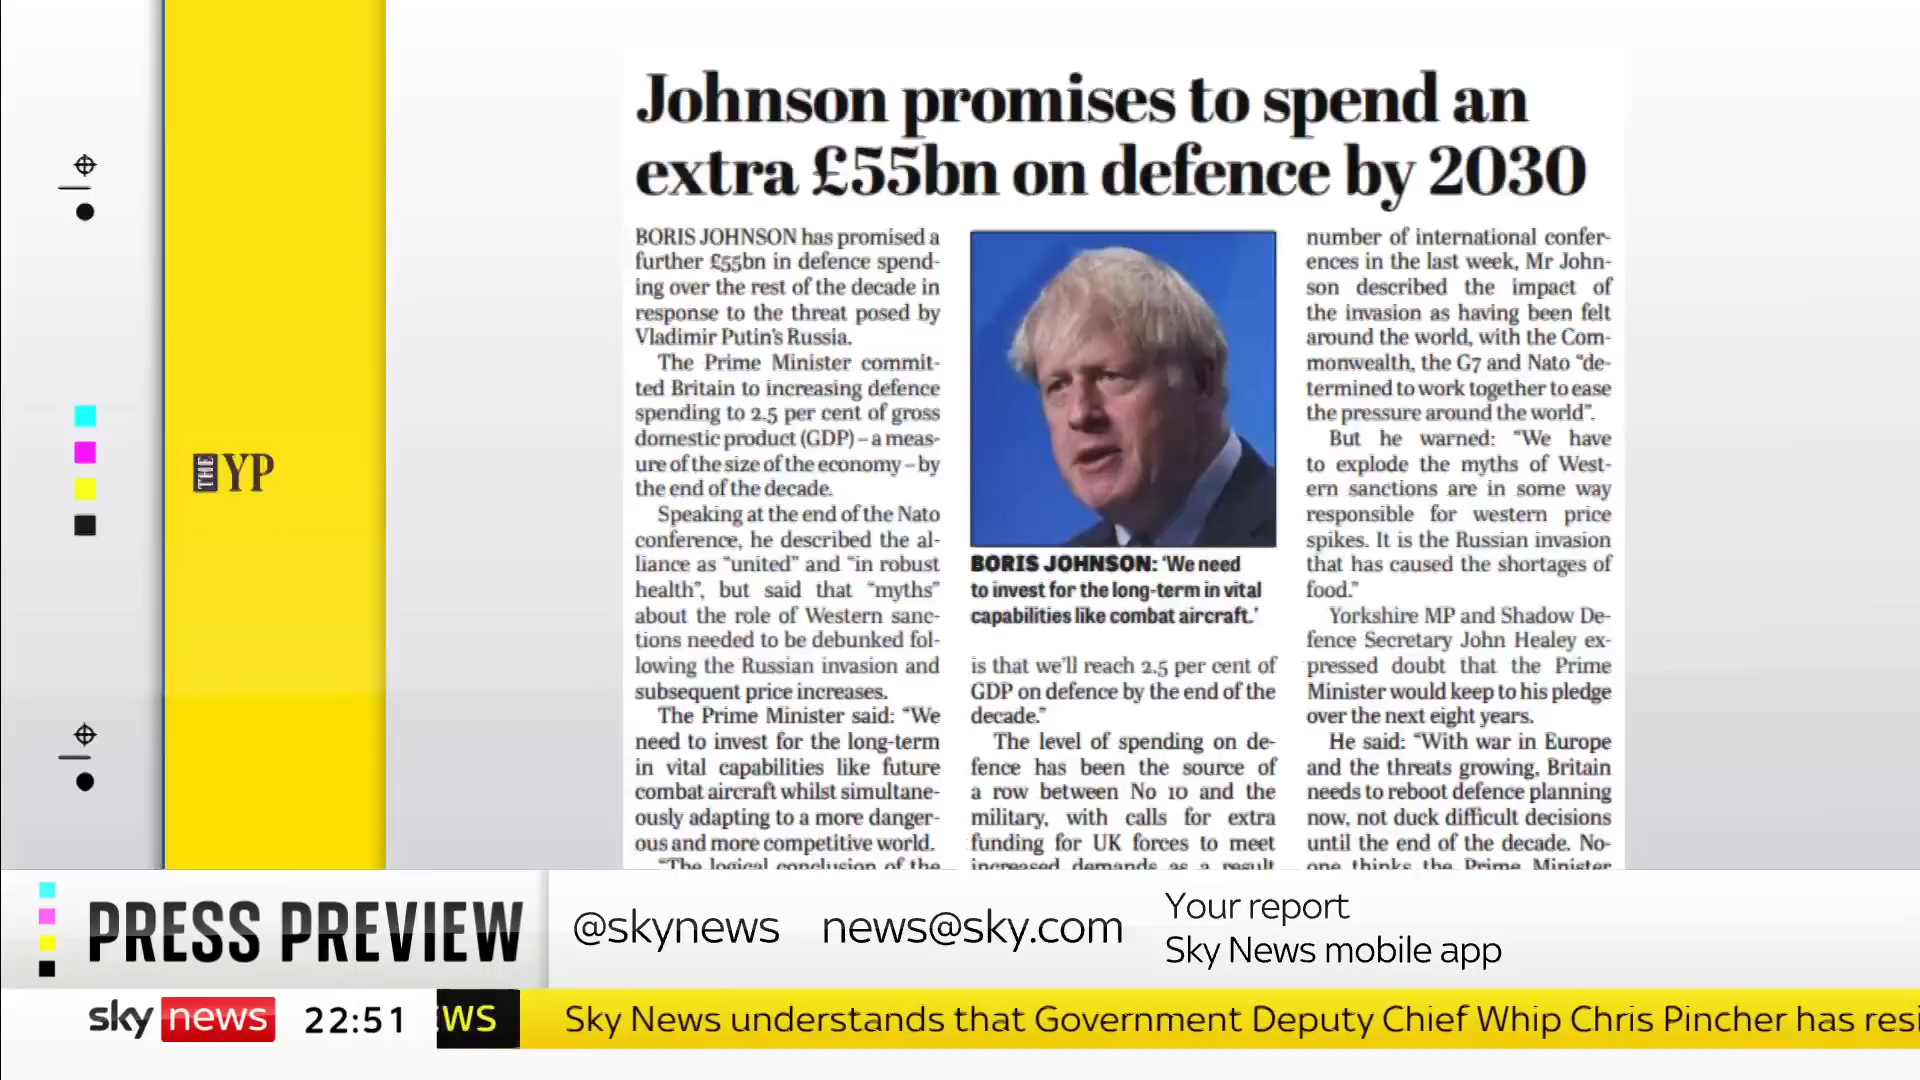 Johnson promises to spend an
extra £55bn on defence by 2030
BORIS JOHNSON has promised a
further £55bn in defence spend-
ing over the rest of the decade in
response to the threat posed by
Vladimir Putin's Russia.
The Prime Minister commit-
ted Britain to increasing defence
spending to 2.5 per cent of gross
domestic product (GDP) – a meas-
ure of the size of the economy – by
the end of the decade.
Speaking at the end of the Nato
conference, he described the al-
liance as "united" and "in robust
health", but said that "myths"
about the role of Western sanc-
tions needed to be debunked fol-
lowing the Russian invasion and
subsequent price increases.
The Prime Minister said: "We
need to invest for the long-term
in vital capabilities like future
combat aircraft whilst simultane-
ously adapting to a more danger-
ous and more competitive world.
"The logical conclusion of the
BORIS JOHNSON: 'We need
to invest for the long-term in vital
capabilities like combat aircraft.'
is that we'll reach 2.5 per cent of
GDP on defence by the end of the
decade."
The level of spending on de-
fence has been the source of
a row between No 10 and the
military, with calls for extra
funding for UK forces to meet
increased demands as a result
number of international confer-
ences in the last week, Mr John-
son described the impact of
the invasion as having been felt
around the world, with the Com-
monwealth, the G7 and Nato "de-
termined to work together to ease
the pressure around the world".
But he warned: "We have
to explode the myths of West-
ern sanctions are in some way
responsible for western price
spikes. It is the Russian invasion
that has caused the shortages of
food."
Yorkshire MP and Shadow De-
fence Secretary John Healey ex-
pressed doubt that the Prime
Minister would keep to his pledge
over the next eight years.
He said: "With war in Europe
and the threats growing, Britain
needs to reboot defence planning
now, not duck difficult decisions
until the end of the decade. No-
one thinks the Prime Minister
THE YP
PRESS PREVIEW
@skynews news@sky.com
Your report
Sky News mobile app
sky news 22:51 EWS Sky News understands that Government Deputy Chief Whip Chris Pincher has resi